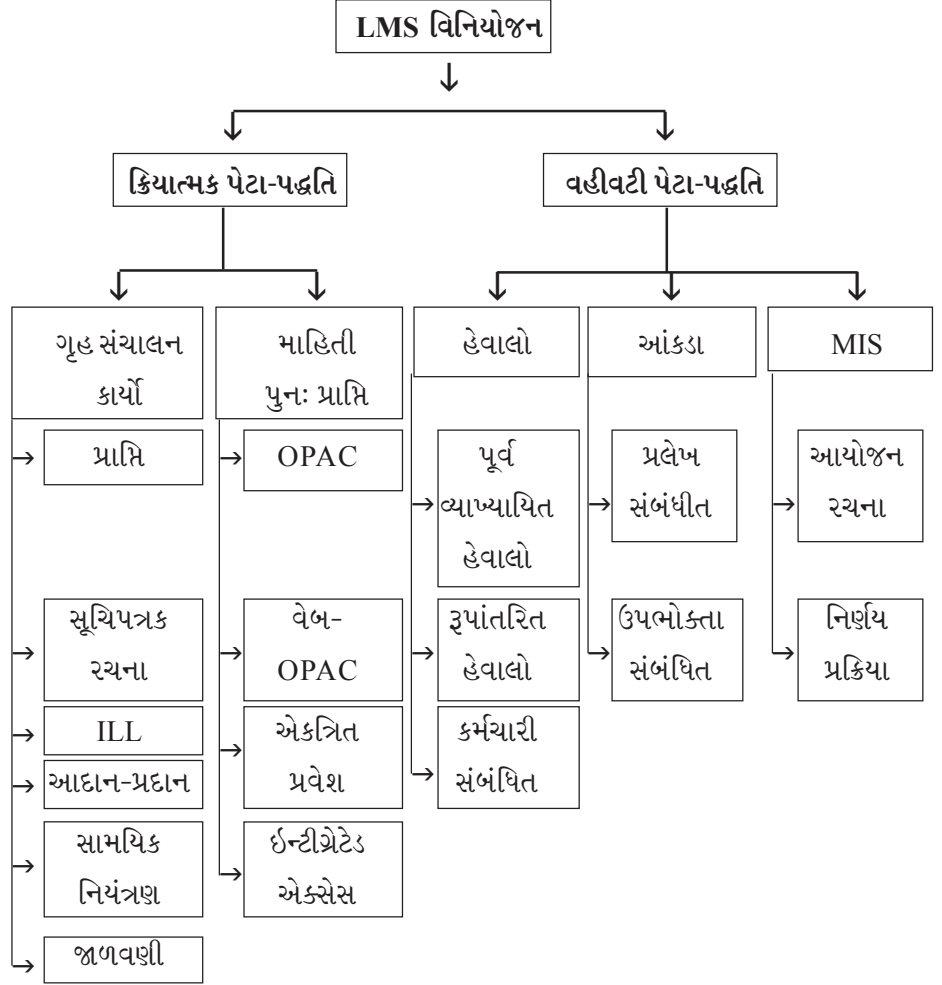 LMS વિનિયોજન
ક્રિયાત્મક પેટા-પદ્ધતિ
વહીવટી પેટા-પદ્ધતિ
ગૃહ સંચાલન
કાર્યો
માહિતી
પુનઃ પ્રાપ્તિ
હેવાલો
આંકડા
MIS
પ્રાપ્તિ
સૂચિપત્રક
રચના
ILL
આદાન-પ્રદાન
સામયિક
નિયંત્રણ
જાળવણી
OPAC
વેબ-
OPAC
એકત્રિત
પ્રવેશ
ઇન્ટીગ્રેટેડ
એક્સેસ
પૂર્વ
વ્યાખ્યાયિત
હેવાલો
રૂપાંતરિત
હેવાલો
કર્મચારી
સંબંધિત
પ્રલેખ
સંબંધીત
ઉપભોક્તા
સંબંધિત
આયોજન
રચના
નિર્ણય
પ્રક્રિયા